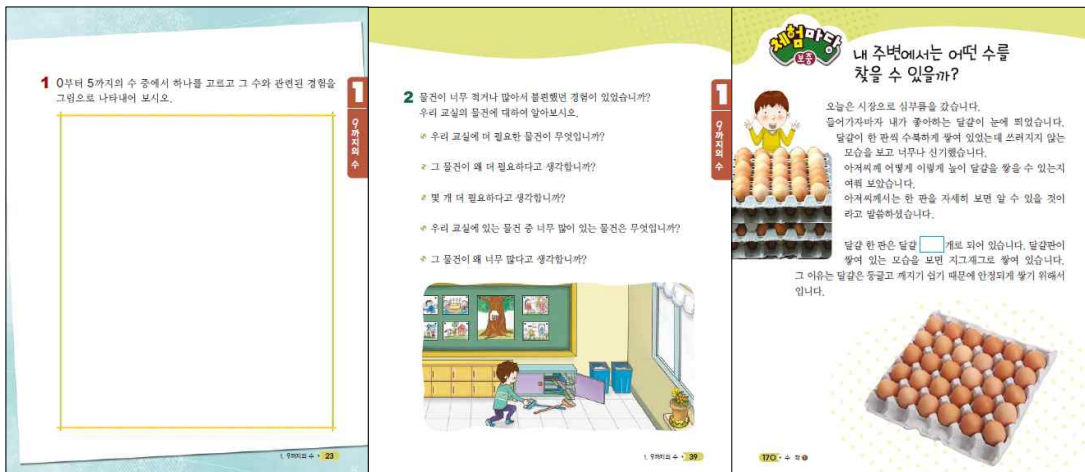 1 0부터 5까지의 수 중에서 하나를 고르고 그 수와 관련된 경험을
그림으로 나타내어 보시오.
1
9까지의 수
1. 9까지의 수 • 23
2 물건이 너무 적거나 많아서 불편했던 경험이 있었습니까?
우리 교실의 물건에 대하여 알아보시오.
우리 교실에 더 필요한 물건이 무엇입니까?
그 물건이 왜 더 필요하다고 생각합니까?
몇 개 더 필요하다고 생각합니까?
우리 교실에 있는 물건 중 너무 많이 있는 물건은 무엇입니까?
그 물건이 왜 너무 많다고 생각합니까?
1
9까지의 수
1. 9까지의 수 • 39
체험마당
보충
내 주변에서는 어떤 수를
찾을 수 있을까?
오늘은 시장으로 심부름을 갔습니다.
들어가자마자 내가 좋아하는 달걀이 눈에 띄었습니다.
달걀이 한 판씩 수북하게 쌓여 있었는데 쓰러지지 않는
모습을 보고 너무나 신기했습니다.
아저씨께 어떻게 이렇게 높이 달걀을 쌓을 수 있는지
여쭤 보았습니다.
아저씨께서는 한 판을 자세히 보면 알 수 있을 것이
라고 말씀하셨습니다.
달걀 한 판은 달걀 개로 되어 있습니다. 달걀판이
쌓여 있는 모습을 보면 지그재그로 쌓여 있습니다.
그 이유는 달걀은 둥글고 깨지기 쉽기 때문에 안정되게 쌓기 위해서
입니다.
170 • 수 학 1